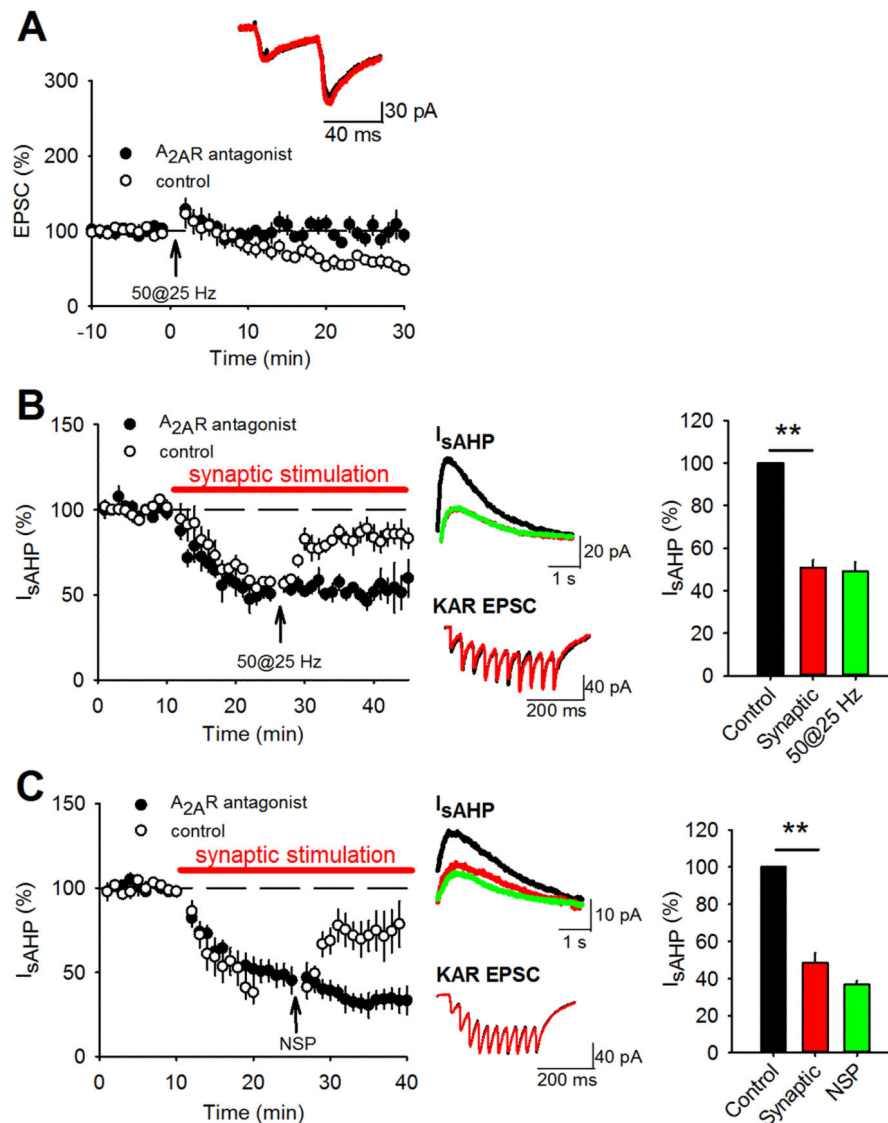 A
30 pA
40 ms
300
200
100
0
EPSC (%)
A2AR antagonist
control
50@25 Hz
-10 0 10 20 30
Time (min)
B
150
100
50
0
IsAHP (%)
A2AR antagonist
control
synaptic stimulation
50@25 Hz
0 10 20 30 40
Time (min)
IsAHP
20 pA
1 s
KAR EPSC
40 pA
200 ms
120
100
80
60
40
20
0
IsAHP (%)
**
Control
Synaptic
50@25 Hz
C
150
100
50
0
IsAHP (%)
A2AR antagonist
control
synaptic stimulation
NSP
0 10 20 30 40
Time (min)
IsAHP
10 pA
1 s
KAR EPSC
40 pA
200 ms
120
100
80
60
40
20
0
IsAHP (%)
**
Control
Synaptic
NSP